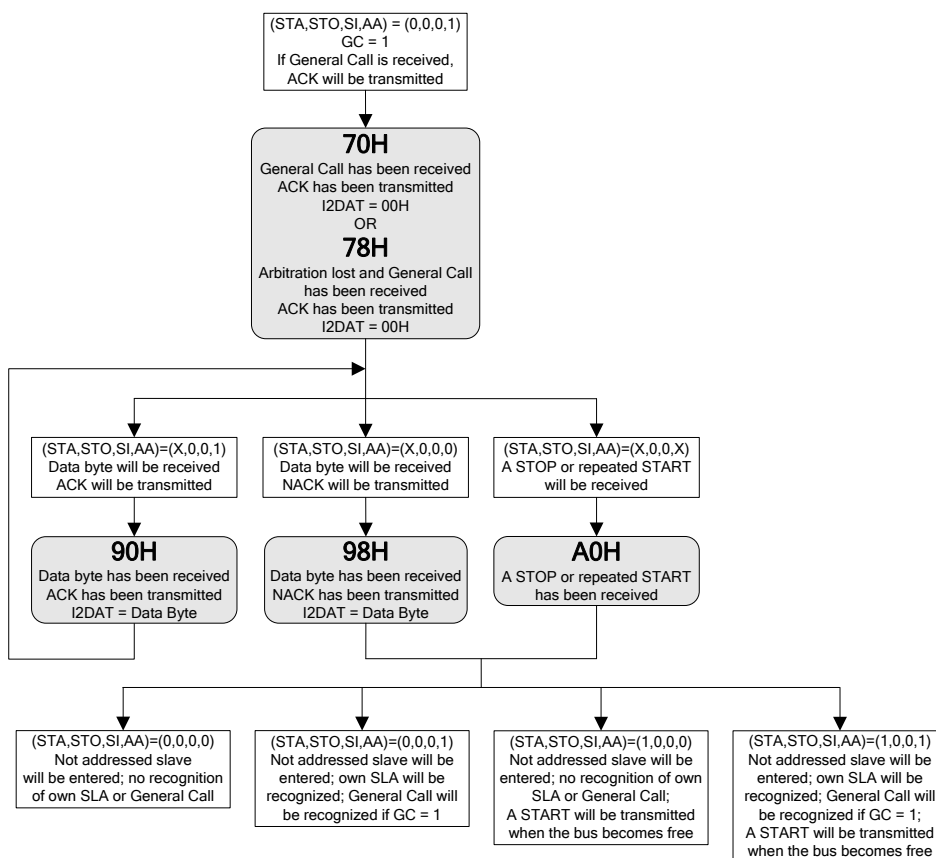 (STA,STO,SI,AA) = (0,0,0,1)
GC = 1
If General Call is received,
ACK will be transmitted
70H
General Call has been received
ACK has been transmitted
I2DAT = 00H
OR
78H
Arbitration lost and General Call
has been received
ACK has been transmitted
I2DAT = 00H
(STA,STO,SI,AA)=(X,0,0,1)
Data byte will be received
ACK will be transmitted
(STA,STO,SI,AA)=(X,0,0,0)
Data byte will be received
NACK will be transmitted
(STA,STO,SI,AA)=(X,0,0,X)
A STOP or repeated START
will be received
90H
Data byte has been received
ACK has been transmitted
I2DAT = Data Byte
98H
Data byte has been received
NACK has been transmitted
I2DAT = Data Byte
A0H
A STOP or repeated START
has been received
(STA,STO,SI,AA)=(0,0,0,0)
Not addressed slave
will be entered; no recognition
of own SLA or General Call
(STA,STO,SI,AA)=(0,0,0,1)
Not addressed slave will be
entered; own SLA will be
recognized; General Call will
be recognized if GC = 1
(STA,STO,SI,AA)=(1,0,0,0)
Not addressed slave will be
entered; no recognition of own
SLA or General Call;
A START will be transmitted
when the bus becomes free
(STA,STO,SI,AA)=(1,0,0,1)
Not addressed slave will be
entered; own SLA will be
recognized; General Call will
be recognized if GC = 1;
A START will be transmitted
when the bus becomes free